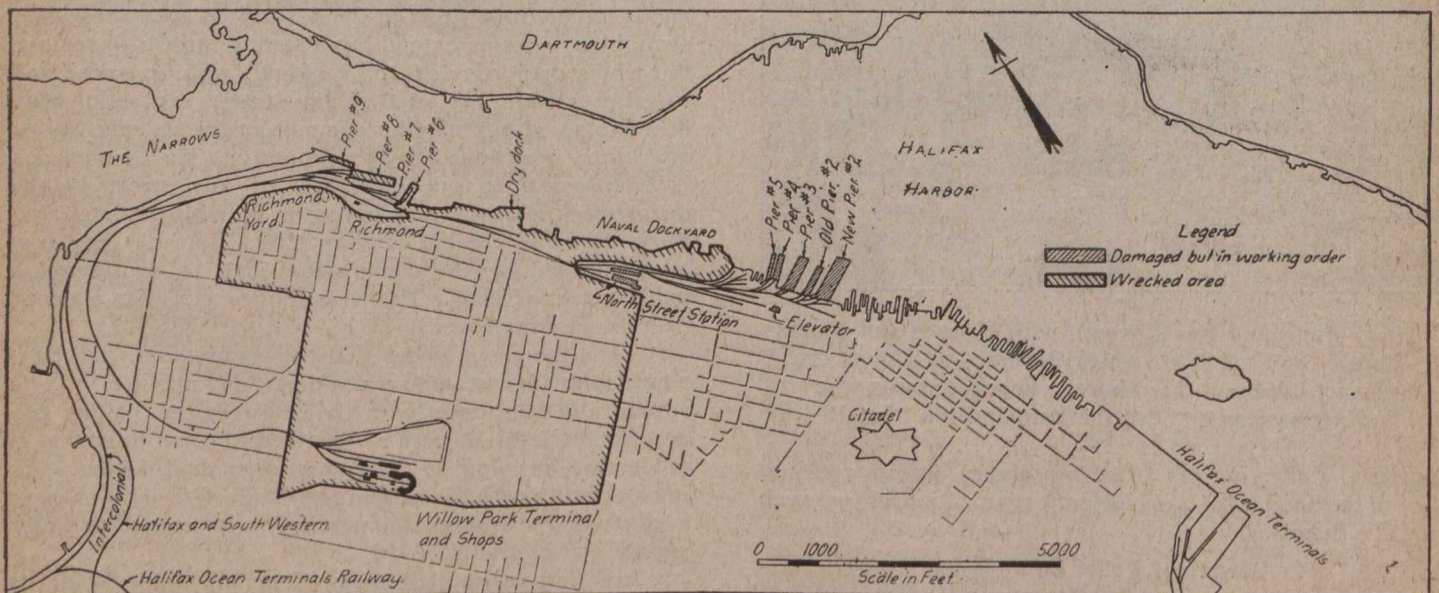 DARTMOUTH
THE NARROWS
Pier #9
Pier #8
Pier #7
Pier #6
Dry dock
HALIFAX
HARBOR.
Richmond
Yard
Richmond
NAVAL DOCKYARD
Pier #5
Pier #4
Pier #3
Old Pier #2
New Pier #2
Legend
Damaged but in working order
Wrecked area
North Street Station
Elevator
Citadel
Halifax Ocean Terminals
Intercolonial
Halifax and South Western
Willow Park Terminal
and Shops
Halifax Ocean Terminals Railway.
0 1000 5000
Scale in Feet.